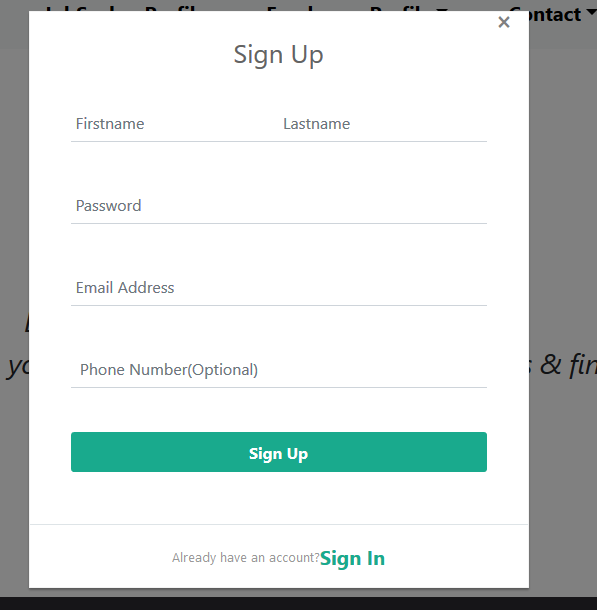 Contact
×
Sign Up
Firstname Lastname
Password
Email Address
Phone Number(Optional)
& fin
Sign Up
Already have an account?Sign In